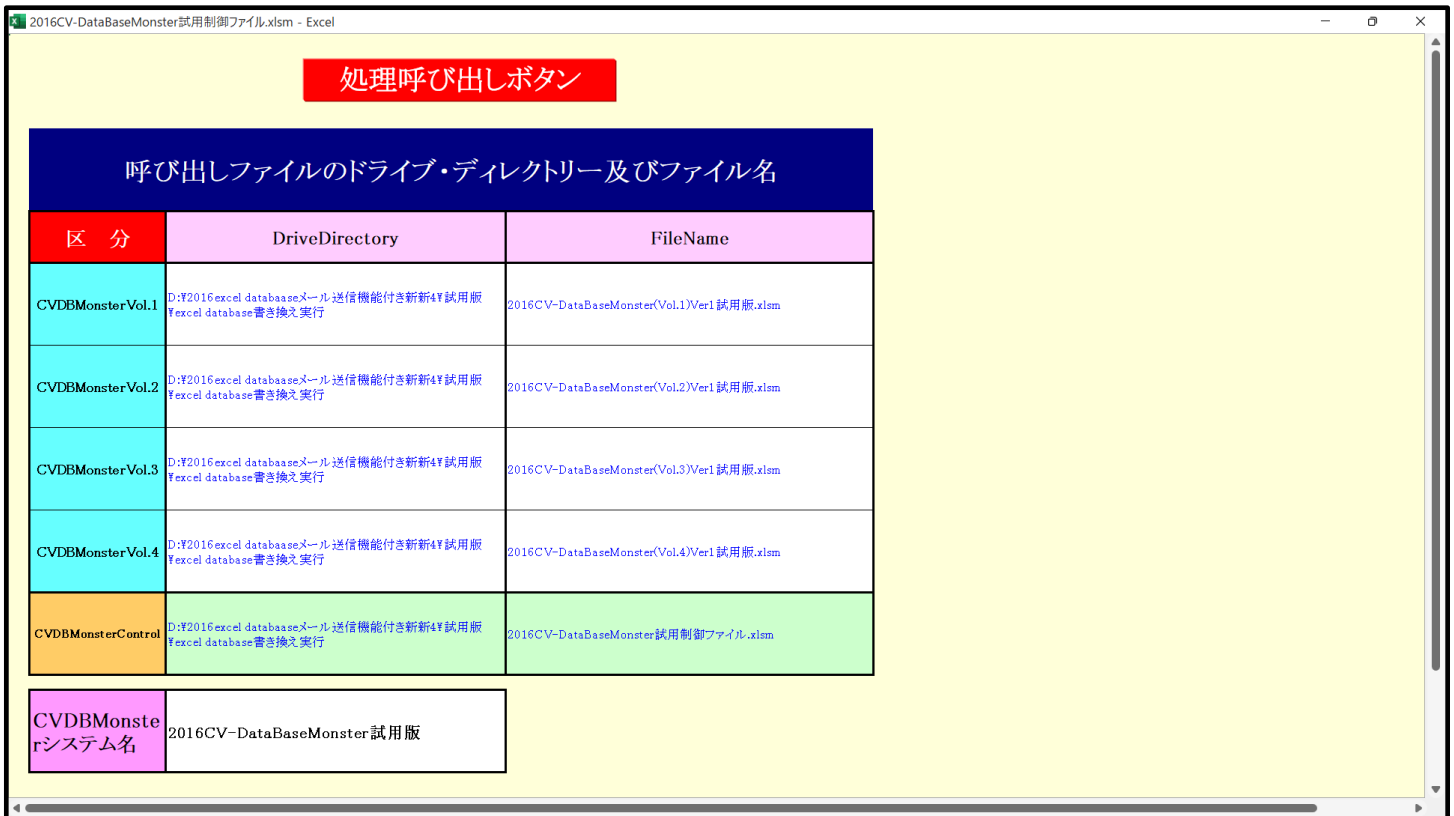 2016CV-DataBaseMonster試用制御ファイル.xlsm - Excel
処理呼び出しボタン
呼び出しファイルのドライブ・ディレクトリー及びファイル名
区　分
DriveDirectory
FileName
CVDBMonsterVol.1
D:¥2016excel databaaseメール送信機能付き新新4¥試用版
¥excel database書き換え実行
2016CV-DataBaseMonster(Vol.1)Ver1試用版.xlsm
CVDBMonsterVol.2
D:¥2016excel databaaseメール送信機能付き新新4¥試用版
¥excel database書き換え実行
2016CV-DataBaseMonster(Vol.2)Ver1試用版.xlsm
CVDBMonsterVol.3
D:¥2016excel databaaseメール送信機能付き新新4¥試用版
¥excel database書き換え実行
2016CV-DataBaseMonster(Vol.3)Ver1試用版.xlsm
CVDBMonsterVol.4
D:¥2016excel databaaseメール送信機能付き新新4¥試用版
¥excel database書き換え実行
2016CV-DataBaseMonster(Vol.4)Ver1試用版.xlsm
CVDBMonsterControl
D:¥2016excel databaaseメール送信機能付き新新4¥試用版
¥excel database書き換え実行
2016CV-DataBaseMonster試用制御ファイル.xlsm
CVDBMonste
rシステム名
2016CV-DataBaseMonster試用版